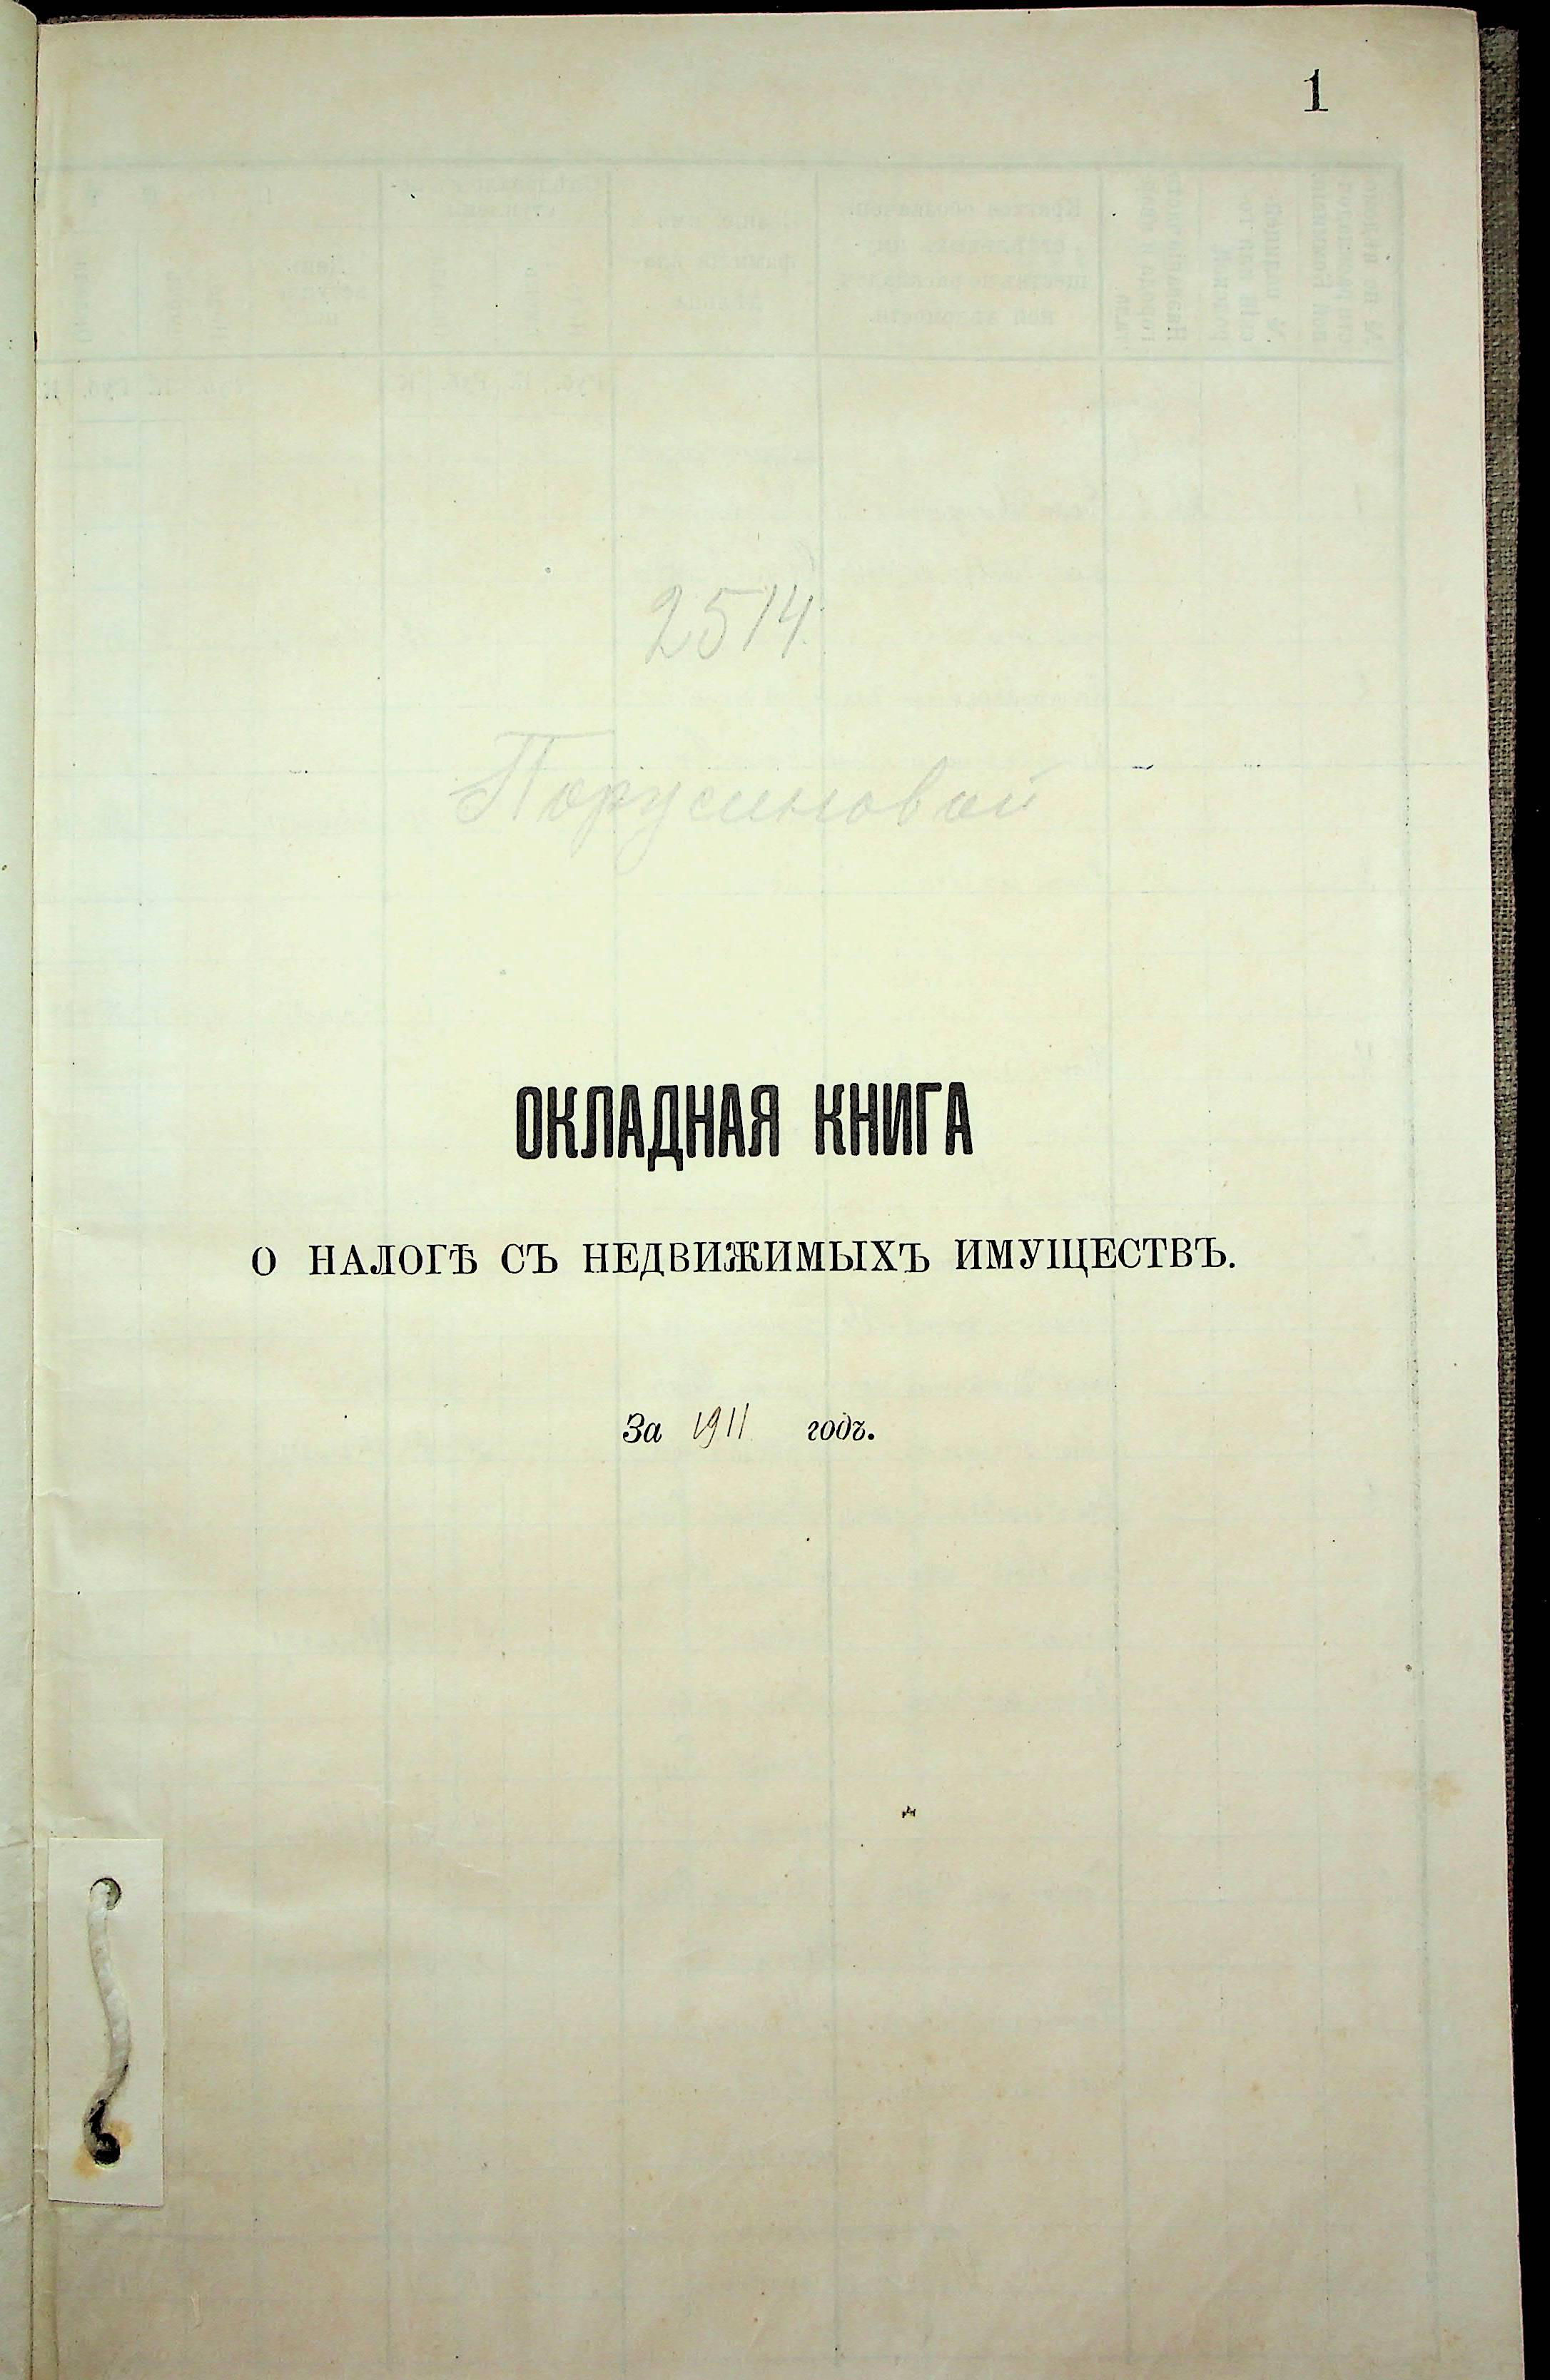 1
2514
Порусиновой
ОКЛАДНАЯ КНИГА
О НАЛОГѢ СЪ НЕДВИЖИМЫХЪ ИМУЩЕСТВЪ.
За 1911 годъ.